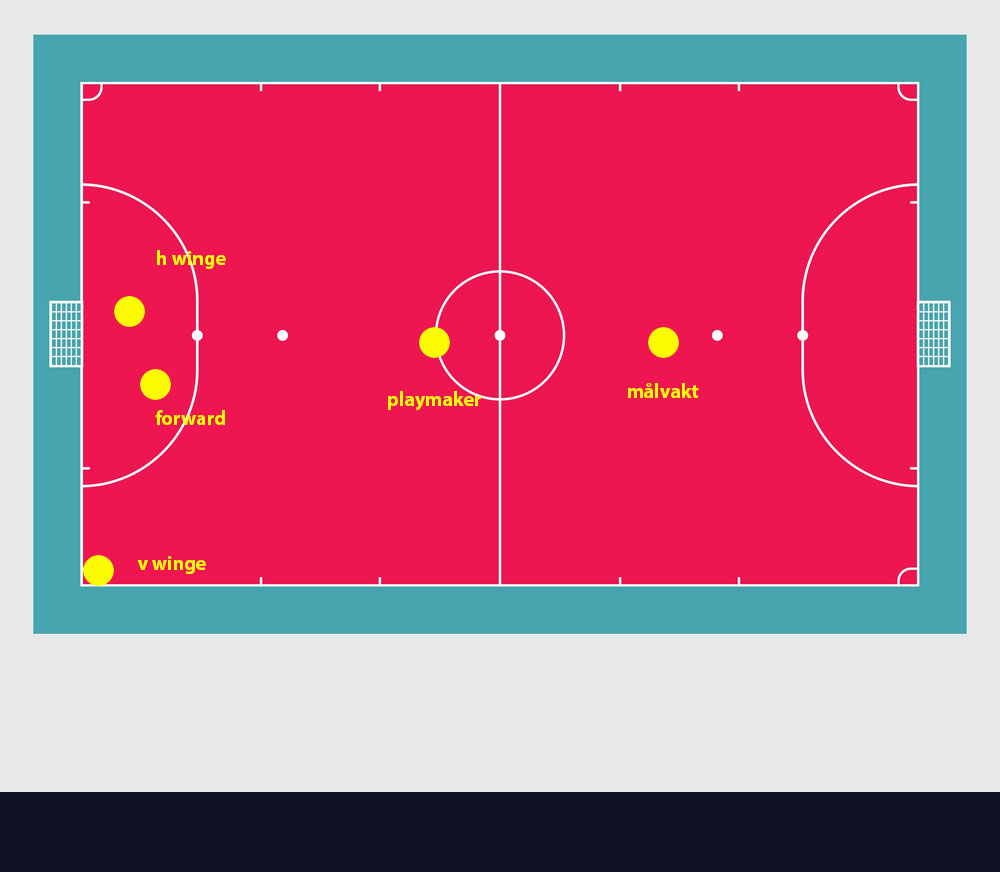 h winge
forward
playmaker
målvakt
v winge